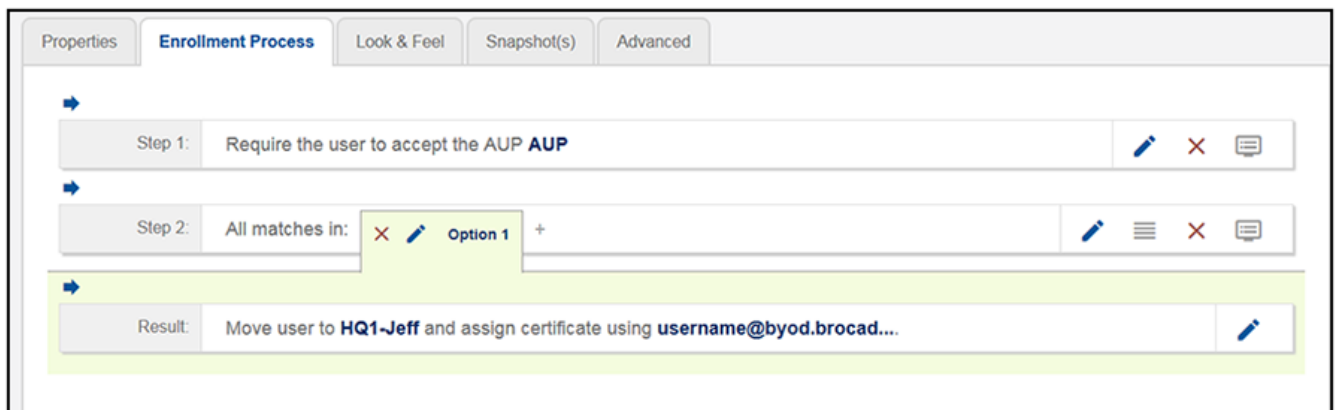 Properties Enrollment Process Look & Feel Snapshot(s) Advanced
Step 1: Require the user to accept the AUP AUP
Step 2: All matches in: Option 1 +
Result: Move user to HQ1-Jeff and assign certificate using username@byod.brocad....